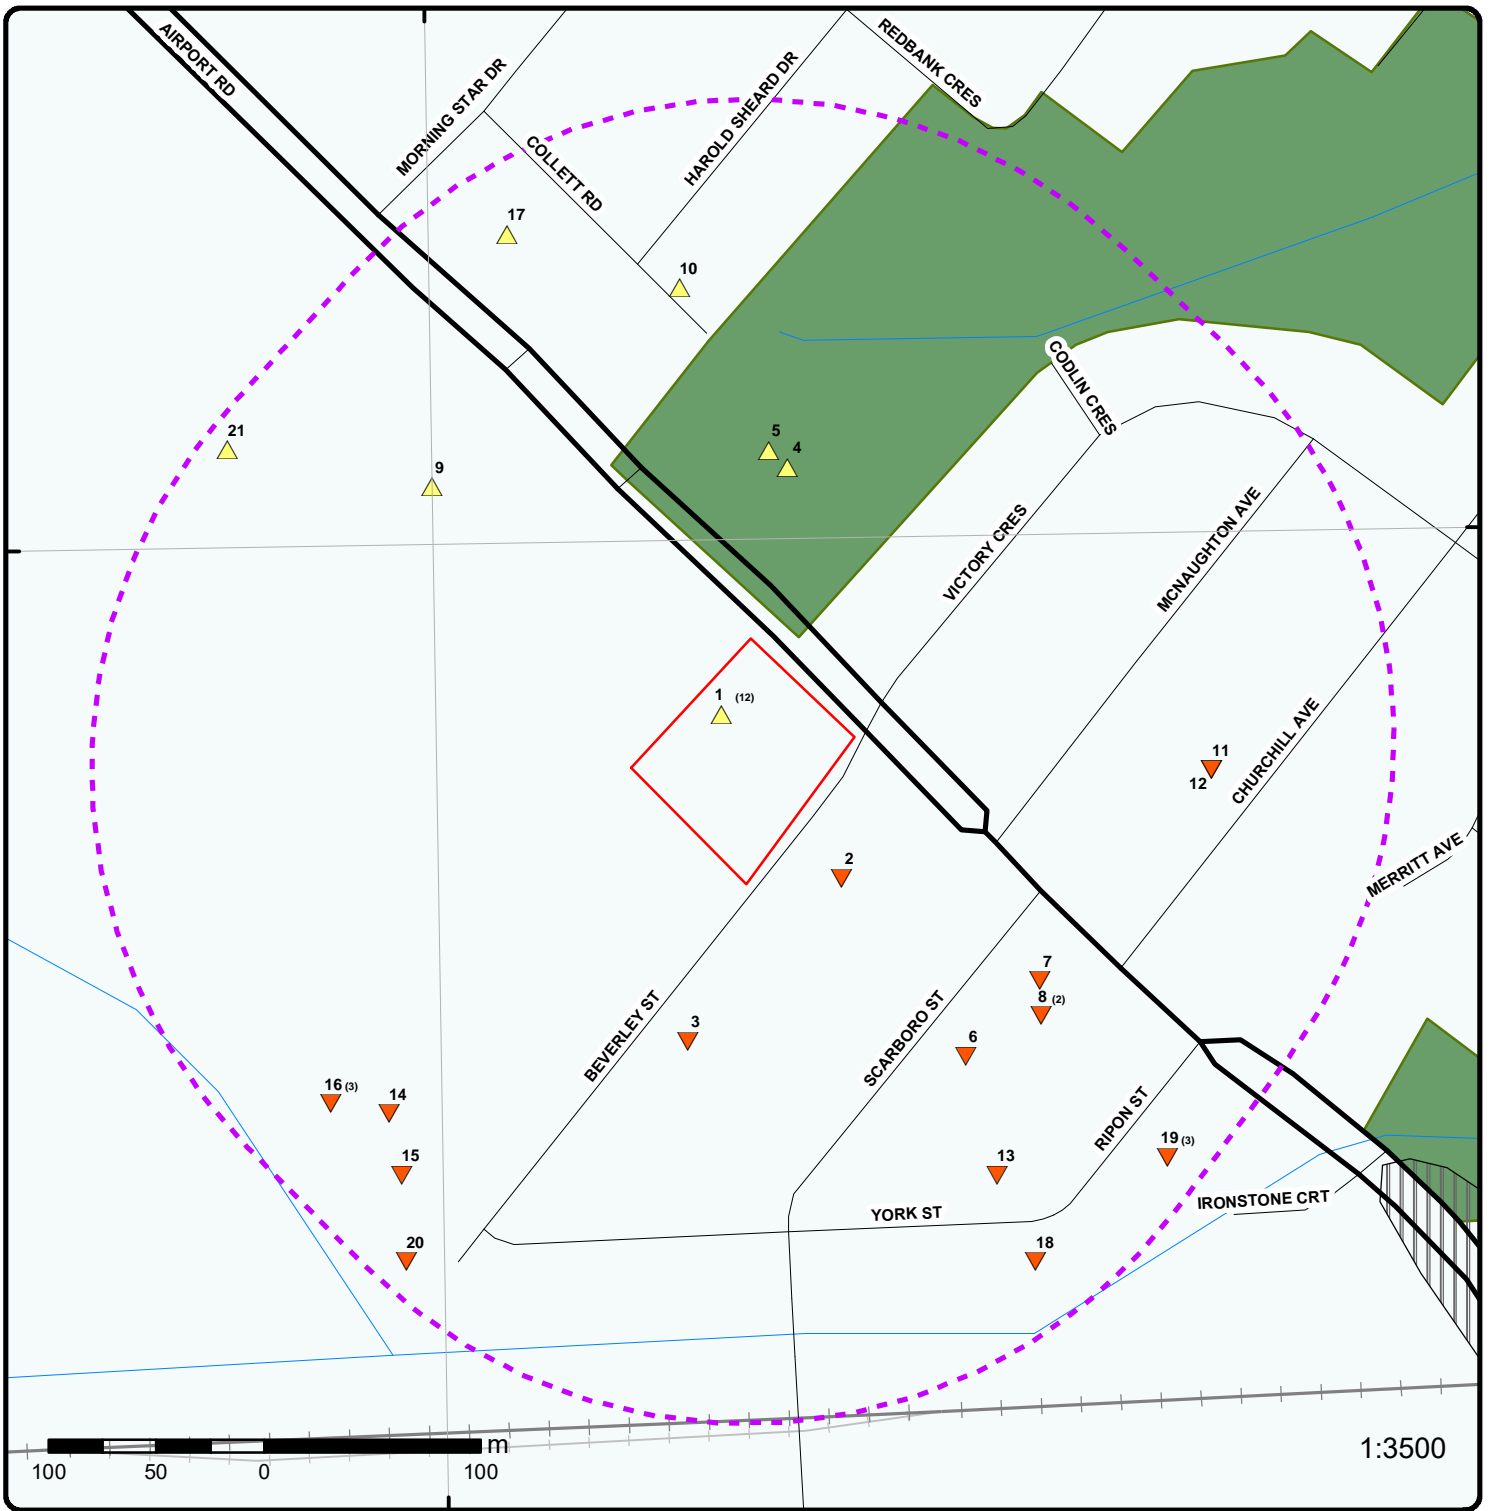 AIRPORT RD
MORNING STAR DR
HAROLD SHEARD DR
REDBANK CRES
COLLETT RD
17
10
CODLIN CRES
21
9
5
4
VICTORY CRES
MCNAUGHTON AVE
1 (12)
CHURCHILL AVE
11
12
MERRITT AVE
2
7
8 (2)
BEVERLEY ST
3
SCARBORO ST
6
16 (3)
14
RIPON ST
15
13
19 (3)
IRONSTONE CRT
YORK ST
20
18
m
1:3500
100 50 0 100